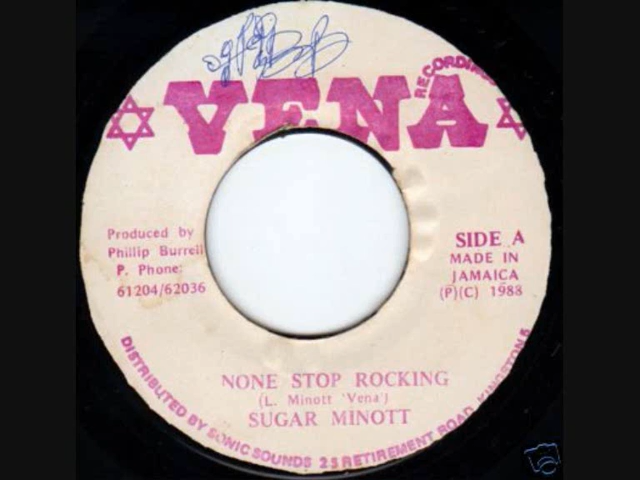 VENA
RECORDING
Produced by
Phillip Burrell
P. Phone:
61204/62036
SIDE A
MADE IN
JAMAICA
(P)(C) 1988
NONE STOP ROCKING
(L. Minott 'Vena')
SUGAR MINOTT
DISTRIBUTED BY SONIC SOUNDS 25 RETIREMENT ROAD, KINGSTON 5